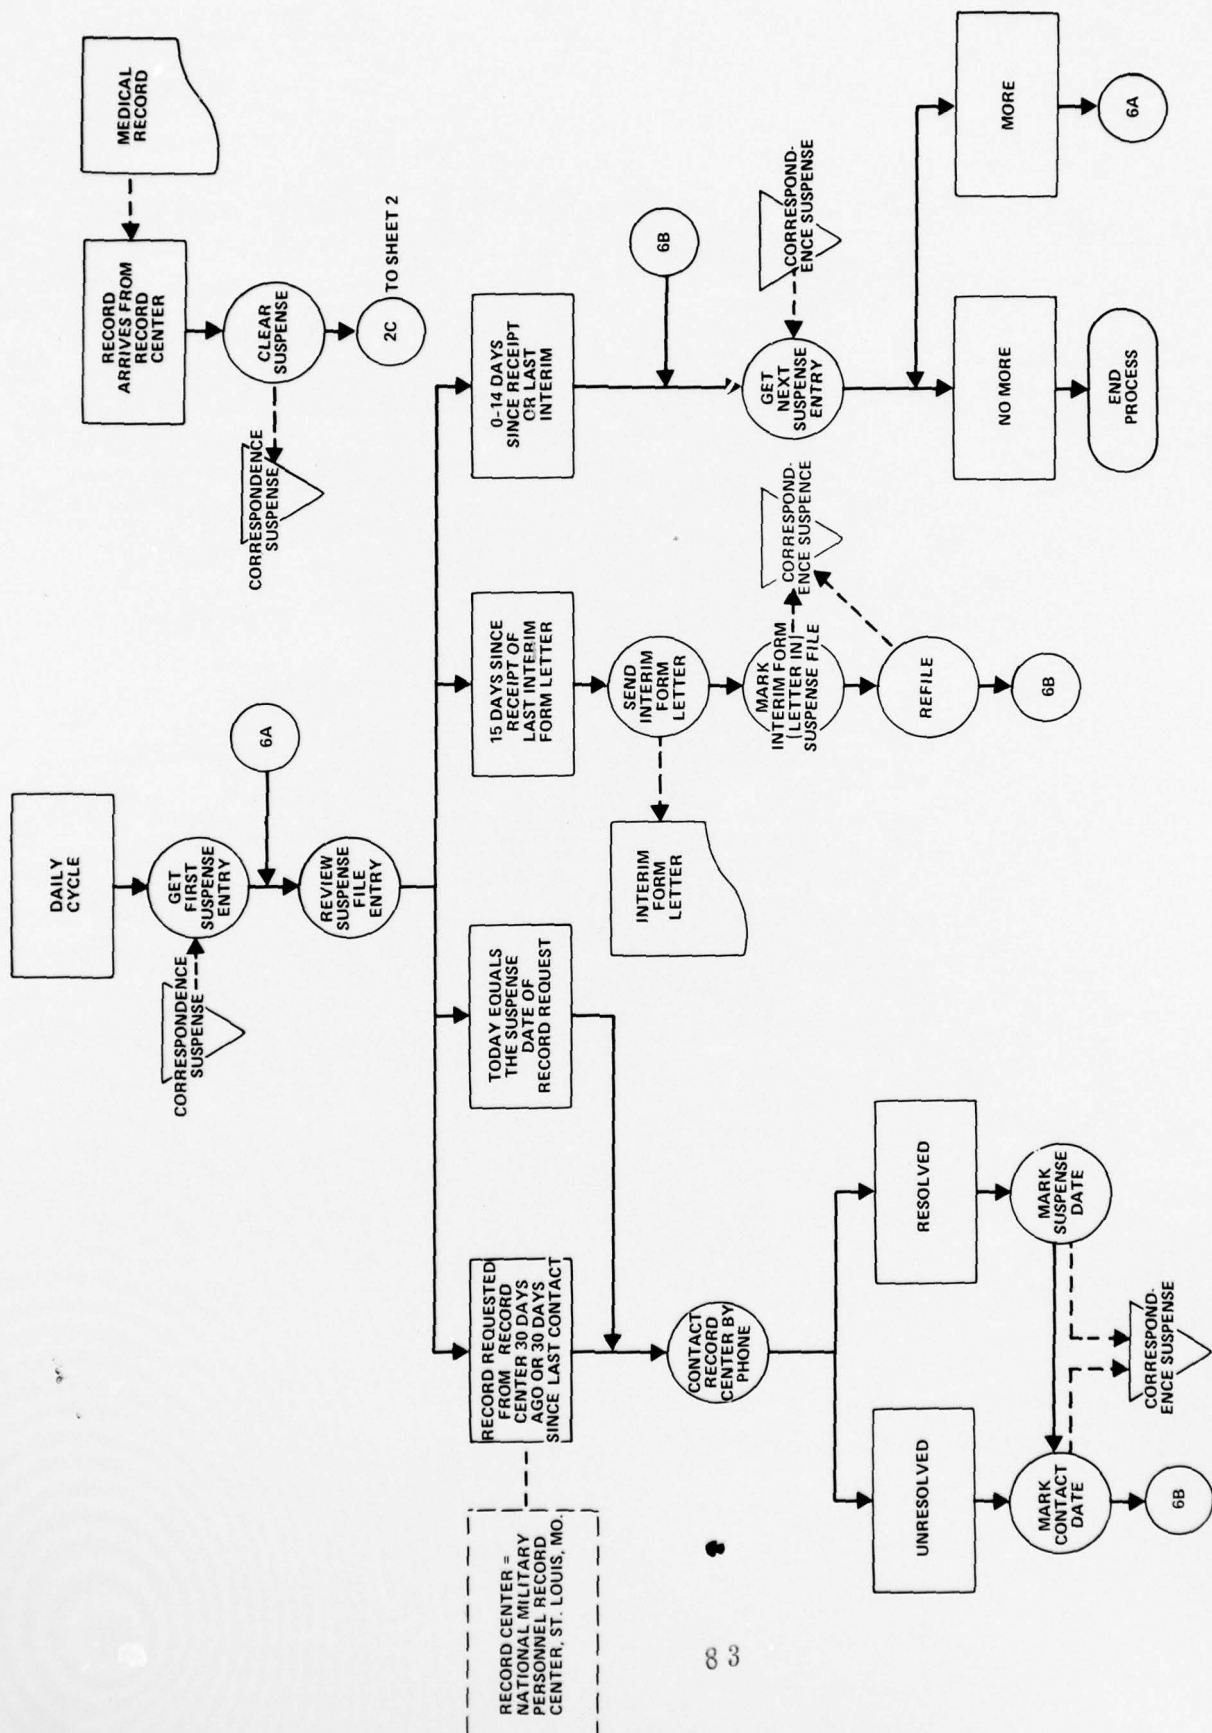 DAILY
CYCLE
CORRESPONDENCE
SUSPENSE
GET
FIRST
SUSPENSE
ENTRY
6A
REVIEW
SUSPENSE
FILE
ENTRY
MEDICAL
RECORD
RECORD
ARRIVES FROM
RECORD
CENTER
CLEAR
SUSPENSE
CORRESPONDENCE
SUSPENSE
2C
TO SHEET 2
RECORD CENTER =
NATIONAL MILITARY
PERSONNEL RECORD
CENTER, ST. LOUIS, MO.
RECORD REQUESTED
FROM RECORD
CENTER 30 DAYS
AGO OR 30 DAYS
SINCE LAST CONTACT
TODAY EQUALS
THE SUSPENSE
DATE OF
RECORD REQUEST
15 DAYS SINCE
RECEIPT OF
LAST INTERIM
FORM LETTER
0-14 DAYS
SINCE RECEIPT
OR LAST
INTERIM
CONTACT
RECORD
CENTER BY
PHONE
UNRESOLVED
RESOLVED
MARK
CONTACT
DATE
MARK
SUSPENSE
DATE
CORRESPOND-
ENCE SUSPENSE
6B
SEND
INTERIM
FORM
LETTER
INTERIM
FORM
LETTER
MARK
INTERIM FORM
LETTER IN
SUSPENSE FILE
CORRESPOND-
ENCE SUSPENCE
REFILE
6B
6B
GET
NEXT
SUSPENSE
ENTRY
CORRESPOND-
ENCE SUSPENSE
NO MORE
MORE
END
PROCESS
6A
83